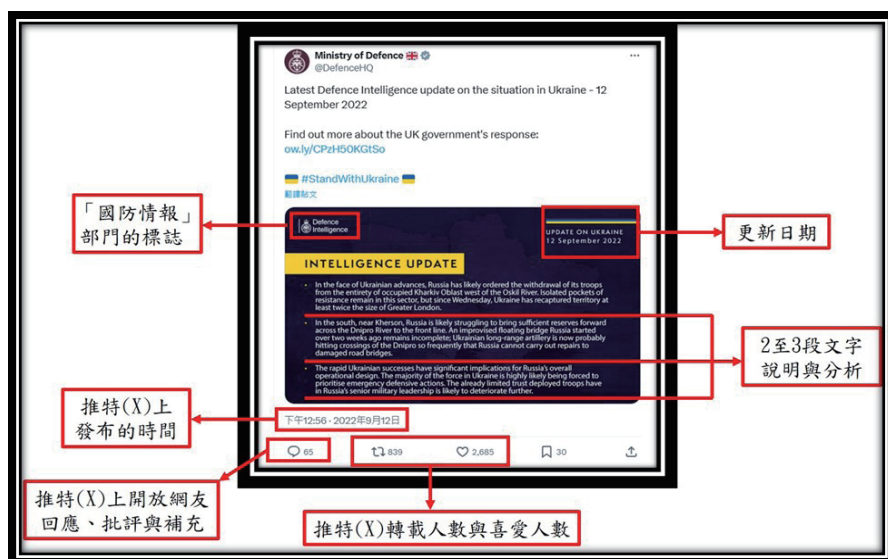 Ministry of Defence
@DefenceHQ
Latest Defence Intelligence update on the situation in Ukraine - 12
September 2022
Find out more about the UK government's response:
ow.ly/CPzH50KGtSo
#StandWithUkraine
翻譯貼文
Defence
Intelligence
UPDATE ON UKRAINE
12 September 2022
INTELLIGENCE UPDATE
• In the face of Ukrainian advances, Russia has likely ordered the withdrawal of its troops
from the entirety of occupied Kharkiv Oblast west of the Oskil River. Isolated pockets of
resistance remain in this sector, but since Wednesday, Ukraine has recaptured territory at
least twice the size of Greater London.
• In the south, near Kherson, Russia is likely struggling to bring sufficient reserves forward
across the Dnipro River to the front line. An improvised floating bridge Russia started
over two weeks ago remains incomplete; Ukrainian long-range artillery is now probably
hitting crossings of the Dnipro so frequently that Russia cannot carry out repairs to
damaged road bridges.
• The rapid Ukrainian successes have significant implications for Russia's overall
operational design. The majority of the force in Ukraine is highly likely being forced to
prioritise emergency defensive actions. The already limited trust deployed troops have
in Russia's senior military leadership is likely to deteriorate further.
下午12:56 · 2022年9月12日
65
839
2,685
30
「國防情報」
部門的標誌
更新日期
2至3段文字
說明與分析
推特(X)上
發布的時間
推特(X)上開放網友
回應、批評與補充
推特(X)轉載人數與喜愛人數